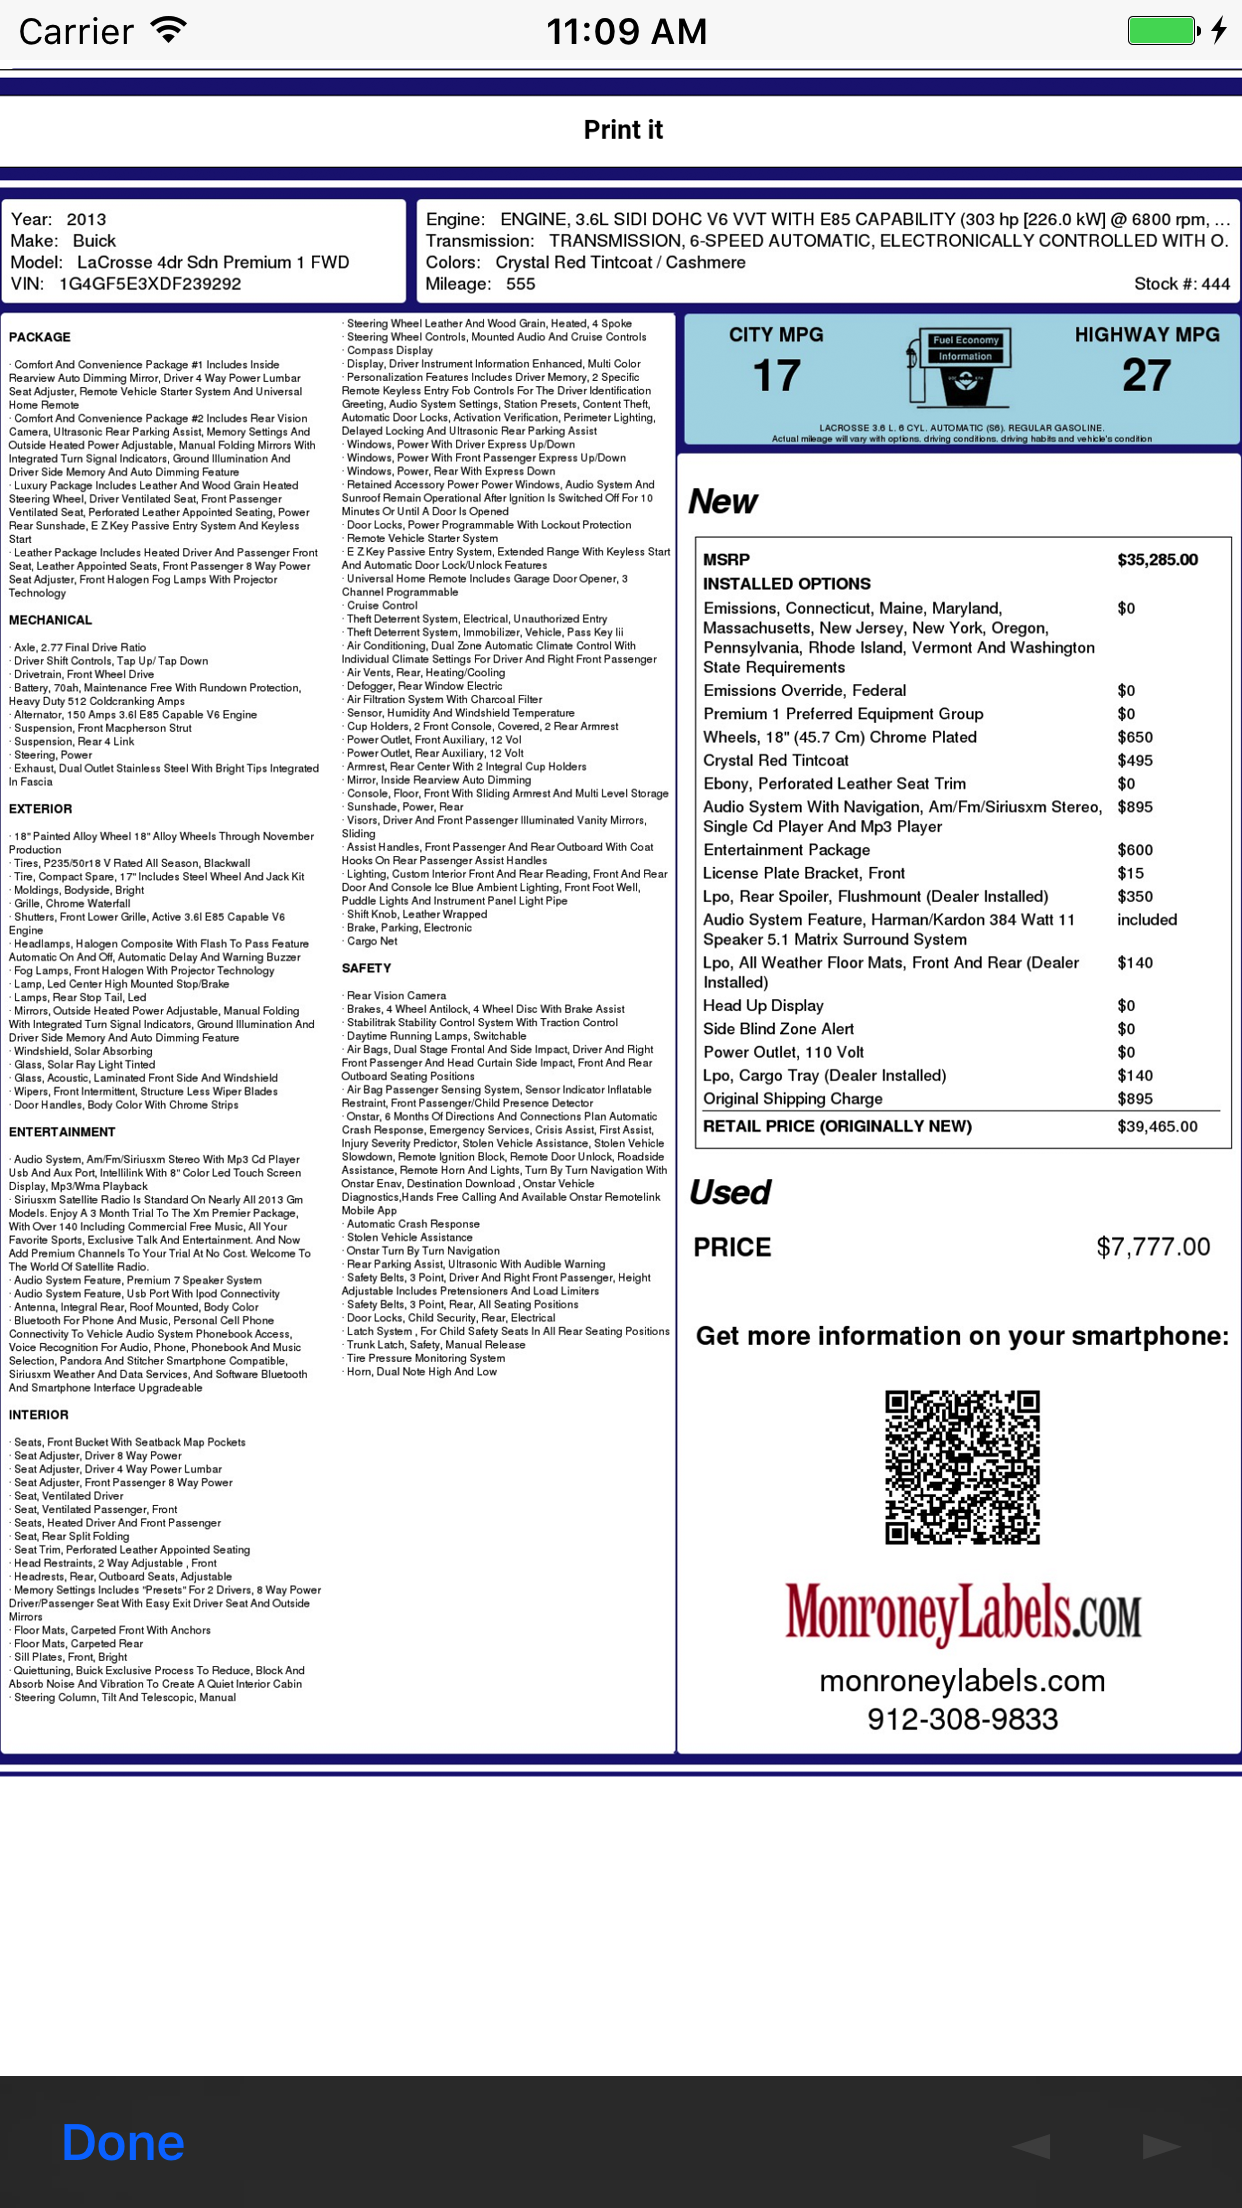 Carrier
11:09 AM
Print it
Year: 2013
Make: Buick
Model: LaCrosse 4dr Sdn Premium 1 FWD
VIN: 1G4GF5E3XDF239292
Engine: ENGINE, 3.6L SIDI DOHC V6 VVT WITH E85 CAPABILITY (303 hp [226.0 kW] @ 6800 rpm, ...
Transmission: TRANSMISSION, 6-SPEED AUTOMATIC, ELECTRONICALLY CONTROLLED WITH O.
Colors: Crystal Red Tintcoat / Cashmere
Mileage: 555 Stock #: 444
PACKAGE
· Comfort And Convenience Package #1 Includes Inside
Rearview Auto Dimming Mirror, Driver 4 Way Power Lumbar
Seat Adjuster, Remote Vehicle Starter System And Universal
Home Remote
· Comfort And Convenience Package #2 Includes Rear Vision
Camera, Ultrasonic Rear Parking Assist, Memory Settings And
Outside Heated Power Adjustable, Manual Folding Mirrors With
Integrated Turn Signal Indicators, Ground Illumination And
Driver Side Memory And Auto Dimming Feature
· Luxury Package Includes Leather And Wood Grain Heated
Steering Wheel, Driver Ventilated Seat, Front Passenger
Ventilated Seat, Perforated Leather Appointed Seating, Power
Rear Sunshade, E Z Key Passive Entry System And Keyless
Start
· Leather Package Includes Heated Driver And Passenger Front
Seat, Leather Appointed Seats, Front Passenger 8 Way Power
Seat Adjuster, Front Halogen Fog Lamps With Projector
Technology
MECHANICAL
· Axle, 2.77 Final Drive Ratio
· Driver Shift Controls, Tap Up/ Tap Down
· Drivetrain, Front Wheel Drive
· Battery, 70ah, Maintenance Free With Rundown Protection,
Heavy Duty 512 Coldcranking Amps
· Alternator, 150 Amps 3.6l E85 Capable V6 Engine
· Suspension, Front Macpherson Strut
· Suspension, Rear 4 Link
· Steering, Power
· Exhaust, Dual Outlet Stainless Steel With Bright Tips Integrated
In Fascia
EXTERIOR
· 18" Painted Alloy Wheel 18" Alloy Wheels Through November
Production
· Tires, P235/50r18 V Rated All Season, Blackwall
· Tire, Compact Spare, 17" Includes Steel Wheel And Jack Kit
· Moldings, Bodyside, Bright
· Grille, Chrome Waterfall
· Shutters, Front Lower Grille, Active 3.6l E85 Capable V6
Engine
· Headlamps, Halogen Composite With Flash To Pass Feature
Automatic On And Off, Automatic Delay And Warning Buzzer
· Fog Lamps, Front Halogen With Projector Technology
· Lamp, Led Center High Mounted Stop/Brake
· Lamps, Rear Stop Tail, Led
· Mirrors, Outside Heated Power Adjustable, Manual Folding
With Integrated Turn Signal Indicators, Ground Illumination And
Driver Side Memory And Auto Dimming Feature
· Windshield, Solar Absorbing
· Glass, Solar Ray Light Tinted
· Glass, Acoustic, Laminated Front Side And Windshield
· Wipers, Front Intermittent, Structure Less Wiper Blades
· Door Handles, Body Color With Chrome Strips
ENTERTAINMENT
· Audio System, Am/Fm/Siriusxm Stereo With Mp3 Cd Player
Usb And Aux Port, Intellilink With 8" Color Led Touch Screen
Display, Mp3/Wma Playback
· Siriusxm Satellite Radio Is Standard On Nearly All 2013 Gm
Models. Enjoy A 3 Month Trial To The Xm Premier Package,
With Over 140 Including Commercial Free Music, All Your
Favorite Sports, Exclusive Talk And Entertainment. And Now
Add Premium Channels To Your Trial At No Cost. Welcome To
The World Of Satellite Radio.
· Audio System Feature, Premium 7 Speaker System
· Audio System Feature, Usb Port With Ipod Connectivity
· Antenna, Integral Rear, Roof Mounted, Body Color
· Bluetooth For Phone And Music, Personal Cell Phone
Connectivity To Vehicle Audio System Phonebook Access,
Voice Recognition For Audio, Phone, Phonebook And Music
Selection, Pandora And Stitcher Smartphone Compatible,
Siriusxm Weather And Data Services, And Software Bluetooth
And Smartphone Interface Upgradeable
INTERIOR
· Seats, Front Bucket With Seatback Map Pockets
· Seat Adjuster, Driver 8 Way Power
· Seat Adjuster, Driver 4 Way Power Lumbar
· Seat Adjuster, Front Passenger 8 Way Power
· Seat, Ventilated Driver
· Seat, Ventilated Passenger, Front
· Seats, Heated Driver And Front Passenger
· Seat, Rear Split Folding
· Seat Trim, Perforated Leather Appointed Seating
· Head Restraints, 2 Way Adjustable , Front
· Headrests, Rear, Outboard Seats, Adjustable
· Memory Settings Includes "Presets" For 2 Drivers, 8 Way Power
Driver/Passenger Seat With Easy Exit Driver Seat And Outside
Mirrors
· Floor Mats, Carpeted Front With Anchors
· Floor Mats, Carpeted Rear
· Sill Plates, Front, Bright
· Quiettuning, Buick Exclusive Process To Reduce, Block And
Absorb Noise And Vibration To Create A Quiet Interior Cabin
· Steering Column, Tilt And Telescopic, Manual
· Steering Wheel Leather And Wood Grain, Heated, 4 Spoke
· Steering Wheel Controls, Mounted Audio And Cruise Controls
· Compass Display
· Display, Driver Instrument Information Enhanced, Multi Color
· Personalization Features Includes Driver Memory, 2 Specific
Remote Keyless Entry Fob Controls For The Driver Identification
Greeting, Audio System Settings, Station Presets, Content Theft,
Automatic Door Locks, Activation Verification, Perimeter Lighting,
Delayed Locking And Ultrasonic Rear Parking Assist
· Windows, Power With Driver Express Up/Down
· Windows, Power With Front Passenger Express Up/Down
· Windows, Power, Rear With Express Down
· Retained Accessory Power Power Windows, Audio System And
Sunroof Remain Operational After Ignition Is Switched Off For 10
Minutes Or Until A Door Is Opened
· Door Locks, Power Programmable With Lockout Protection
· Remote Vehicle Starter System
· E Z Key Passive Entry System, Extended Range With Keyless Start
And Automatic Door Lock/Unlock Features
· Universal Home Remote Includes Garage Door Opener, 3
Channel Programmable
· Cruise Control
· Theft Deterrent System, Electrical, Unauthorized Entry
· Theft Deterrent System, Immobilizer, Vehicle, Pass Key Iii
· Air Conditioning, Dual Zone Automatic Climate Control With
Individual Climate Settings For Driver And Right Front Passenger
· Air Vents, Rear, Heating/Cooling
· Defogger, Rear Window Electric
· Air Filtration System With Charcoal Filter
· Sensor, Humidity And Windshield Temperature
· Cup Holders, 2 Front Console, Covered, 2 Rear Armrest
· Power Outlet, Front Auxiliary, 12 Vol
· Power Outlet, Rear Auxiliary, 12 Volt
· Armrest, Rear Center With 2 Integral Cup Holders
· Mirror, Inside Rearview Auto Dimming
· Console, Floor, Front With Sliding Armrest And Multi Level Storage
· Sunshade, Power, Rear
· Visors, Driver And Front Passenger Illuminated Vanity Mirrors,
Sliding
· Assist Handles, Front Passenger And Rear Outboard With Coat
Hooks On Rear Passenger Assist Handles
· Lighting, Custom Interior Front And Rear Reading, Front And Rear
Door And Console Ice Blue Ambient Lighting, Front Foot Well,
Puddle Lights And Instrument Panel Light Pipe
· Shift Knob, Leather Wrapped
· Brake, Parking, Electronic
· Cargo Net
SAFETY
· Rear Vision Camera
· Brakes, 4 Wheel Antilock, 4 Wheel Disc With Brake Assist
· Stabilitrak Stability Control System With Traction Control
· Daytime Running Lamps, Switchable
· Air Bags, Dual Stage Frontal And Side Impact, Driver And Right
Front Passenger And Head Curtain Side Impact, Front And Rear
Outboard Seating Positions
· Air Bag Passenger Sensing System, Sensor Indicator Inflatable
Restraint, Front Passenger/Child Presence Detector
· Onstar, 6 Months Of Directions And Connections Plan Automatic
Crash Response, Emergency Services, Crisis Assist, First Assist,
Injury Severity Predictor, Stolen Vehicle Assistance, Stolen Vehicle
Slowdown, Remote Ignition Block, Remote Door Unlock, Roadside
Assistance, Remote Horn And Lights, Turn By Turn Navigation With
Onstar Enav, Destination Download , Onstar Vehicle
Diagnostics,Hands Free Calling And Available Onstar Remotelink
Mobile App
· Automatic Crash Response
· Stolen Vehicle Assistance
· Onstar Turn By Turn Navigation
· Rear Parking Assist, Ultrasonic With Audible Warning
· Safety Belts, 3 Point, Driver And Right Front Passenger, Height
Adjustable Includes Pretensioners And Load Limiters
· Safety Belts, 3 Point, Rear, All Seating Positions
· Door Locks, Child Security, Rear, Electrical
· Latch System , For Child Safety Seats In All Rear Seating Positions
· Trunk Latch, Safety, Manual Release
· Tire Pressure Monitoring System
· Horn, Dual Note High And Low
CITY MPG
17
Fuel Economy
Information
HIGHWAY MPG
27
LACROSSE 3.6 L. 6 CYL. AUTOMATIC (S6). REGULAR GASOLINE.
Actual mileage will vary with options. driving conditions. driving habits and vehicle's condition
New
MSRP $35,285.00
INSTALLED OPTIONS
Emissions, Connecticut, Maine, Maryland, $0
Massachusetts, New Jersey, New York, Oregon,
Pennsylvania, Rhode Island, Vermont And Washington
State Requirements
Emissions Override, Federal $0
Premium 1 Preferred Equipment Group $0
Wheels, 18" (45.7 Cm) Chrome Plated $650
Crystal Red Tintcoat $495
Ebony, Perforated Leather Seat Trim $0
Audio System With Navigation, Am/Fm/Siriusxm Stereo, $895
Single Cd Player And Mp3 Player
Entertainment Package $600
License Plate Bracket, Front $15
Lpo, Rear Spoiler, Flushmount (Dealer Installed) $350
Audio System Feature, Harman/Kardon 384 Watt 11 included
Speaker 5.1 Matrix Surround System
Lpo, All Weather Floor Mats, Front And Rear (Dealer $140
Installed)
Head Up Display $0
Side Blind Zone Alert $0
Power Outlet, 110 Volt $0
Lpo, Cargo Tray (Dealer Installed) $140
Original Shipping Charge $895
RETAIL PRICE (ORIGINALLY NEW) $39,465.00
Used
PRICE $7,777.00
Get more information on your smartphone:
MonroneyLabels.com
monroneylabels.com
912-308-9833
Done